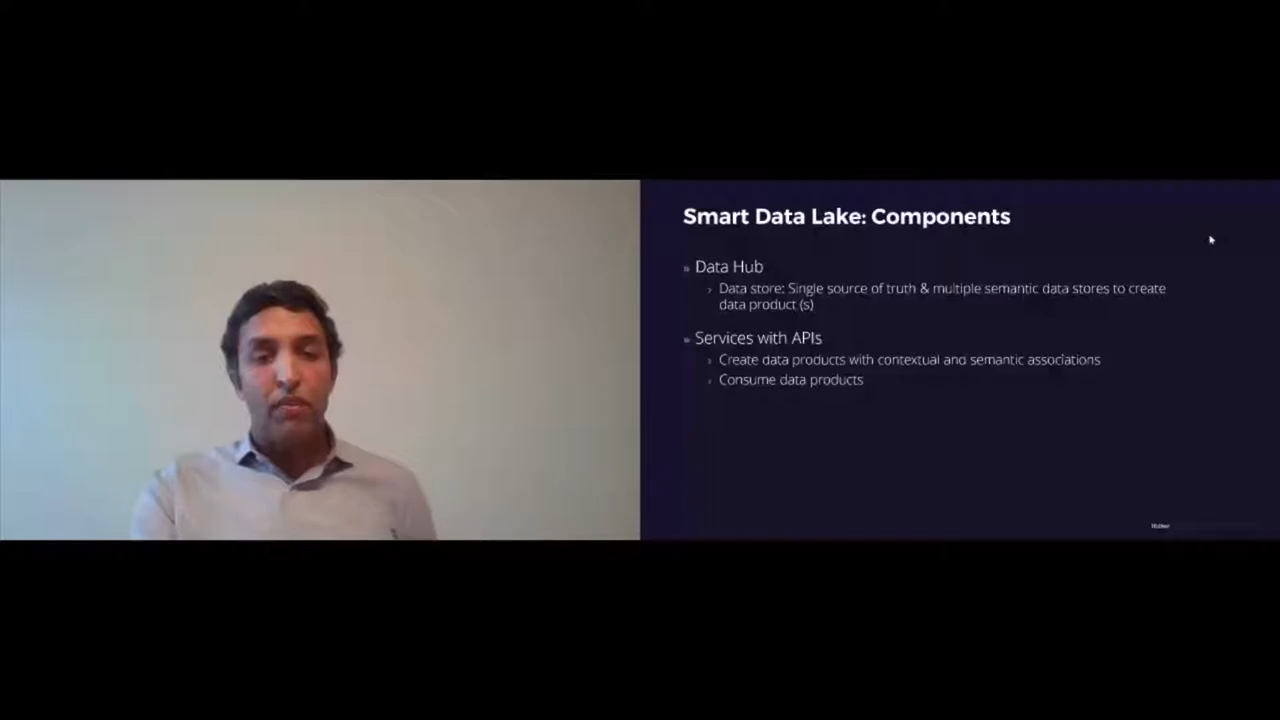 Smart Data Lake: Components
» Data Hub
› Data store: Single source of truth & multiple semantic data stores to create
data product (s)
» Services with APIs
› Create data products with contextual and semantic associations
› Consume data products